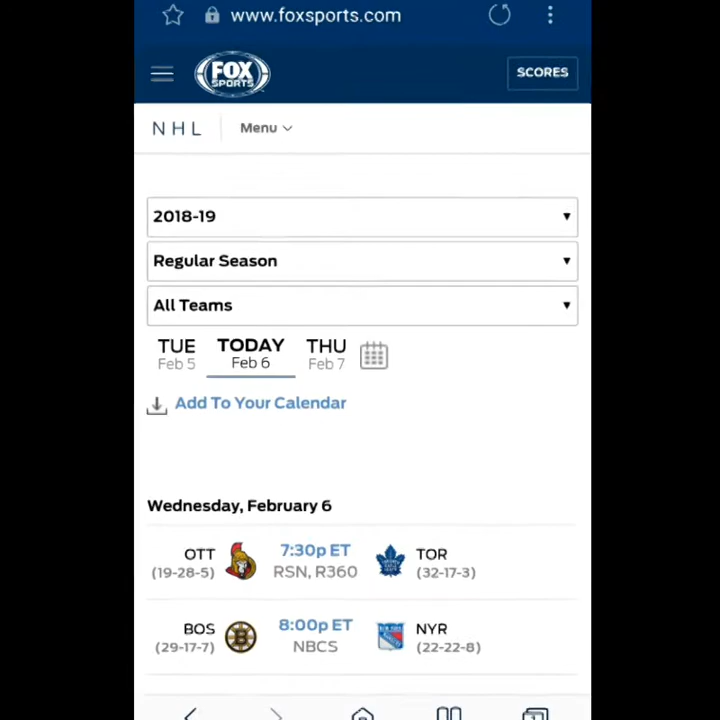 www.foxsports.com
FOX
SPORTS
SCORES
NHL
Menu
2018-19
Regular Season
All Teams
TUE TODAY THU
Feb 5 Feb 6 Feb 7
Add To Your Calendar
Wednesday, February 6
OTT 7:30p ET TOR
(19-28-5) RSN, R360 (32-17-3)
BOS 8:00p ET NYR
(29-17-7) NBCS (22-22-8)
1